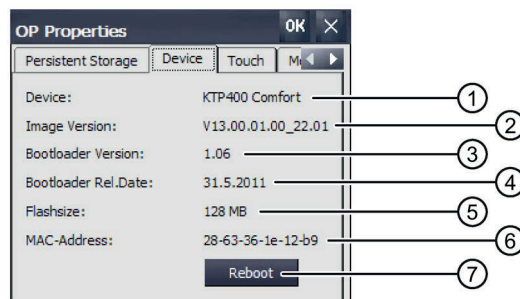 OP Properties OK ×
Persistent Storage Device Touch
Device: KTP400 Comfort 1
Image Version: V13.00.01.00_22.01 2
Bootloader Version: 1.06 3
Bootloader Rel.Date: 31.5.2011 4
Flashsize: 128 MB 5
MAC-Address: 28-63-36-1e-12-b9 6
Reboot 7